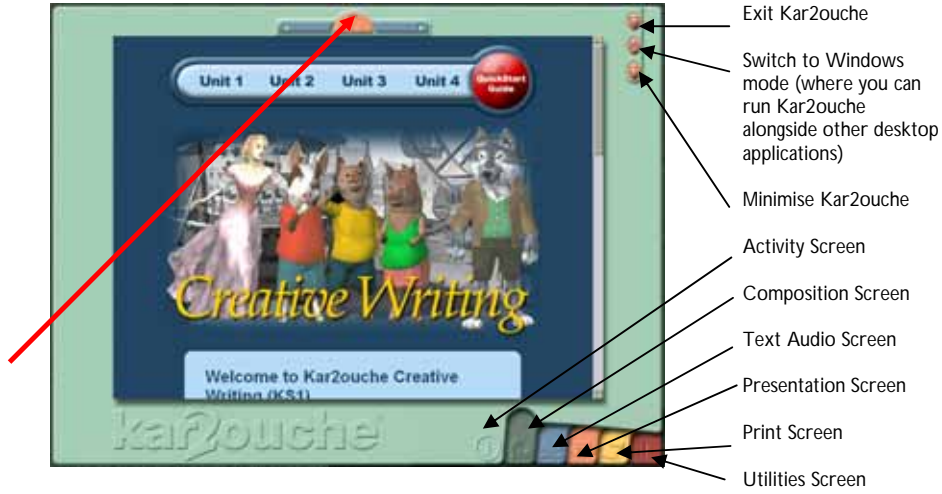 Exit Kar2ouche
Switch to Windows
mode (where you can
run Kar2ouche
alongside other desktop
applications)
Minimise Kar2ouche
Activity Screen
Composition Screen
Text Audio Screen
Presentation Screen
Print Screen
Utilities Screen
Unit 1 Unit 2 Unit 3 Unit 4 QuickStart
Guide
Creative Writing
Welcome to Kar2ouche Creative
Writing (KS1)
kar2ouche